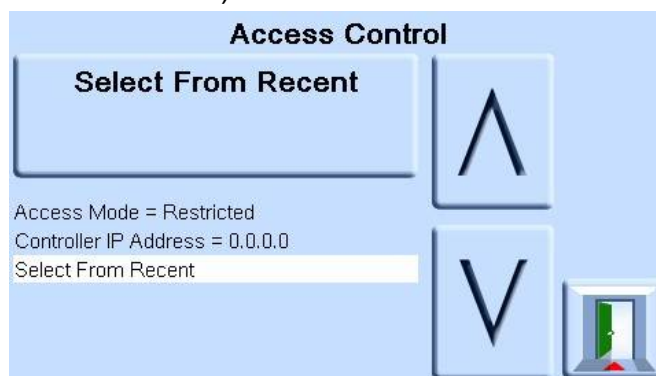 Access Control
Select From Recent
Access Mode = Restricted
Controller IP Address = 0.0.0.0
Select From Recent